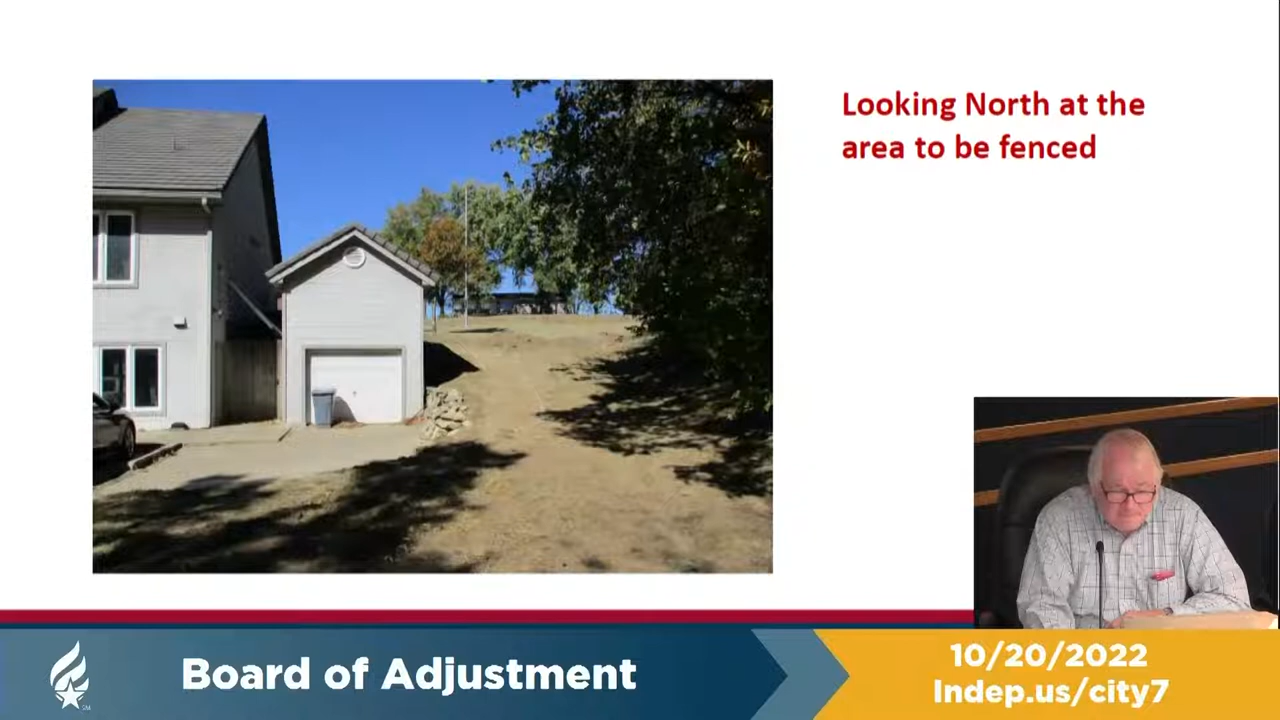 Looking North at the
area to be fenced
Board of Adjustment
10/20/2022
Indep.us/city7